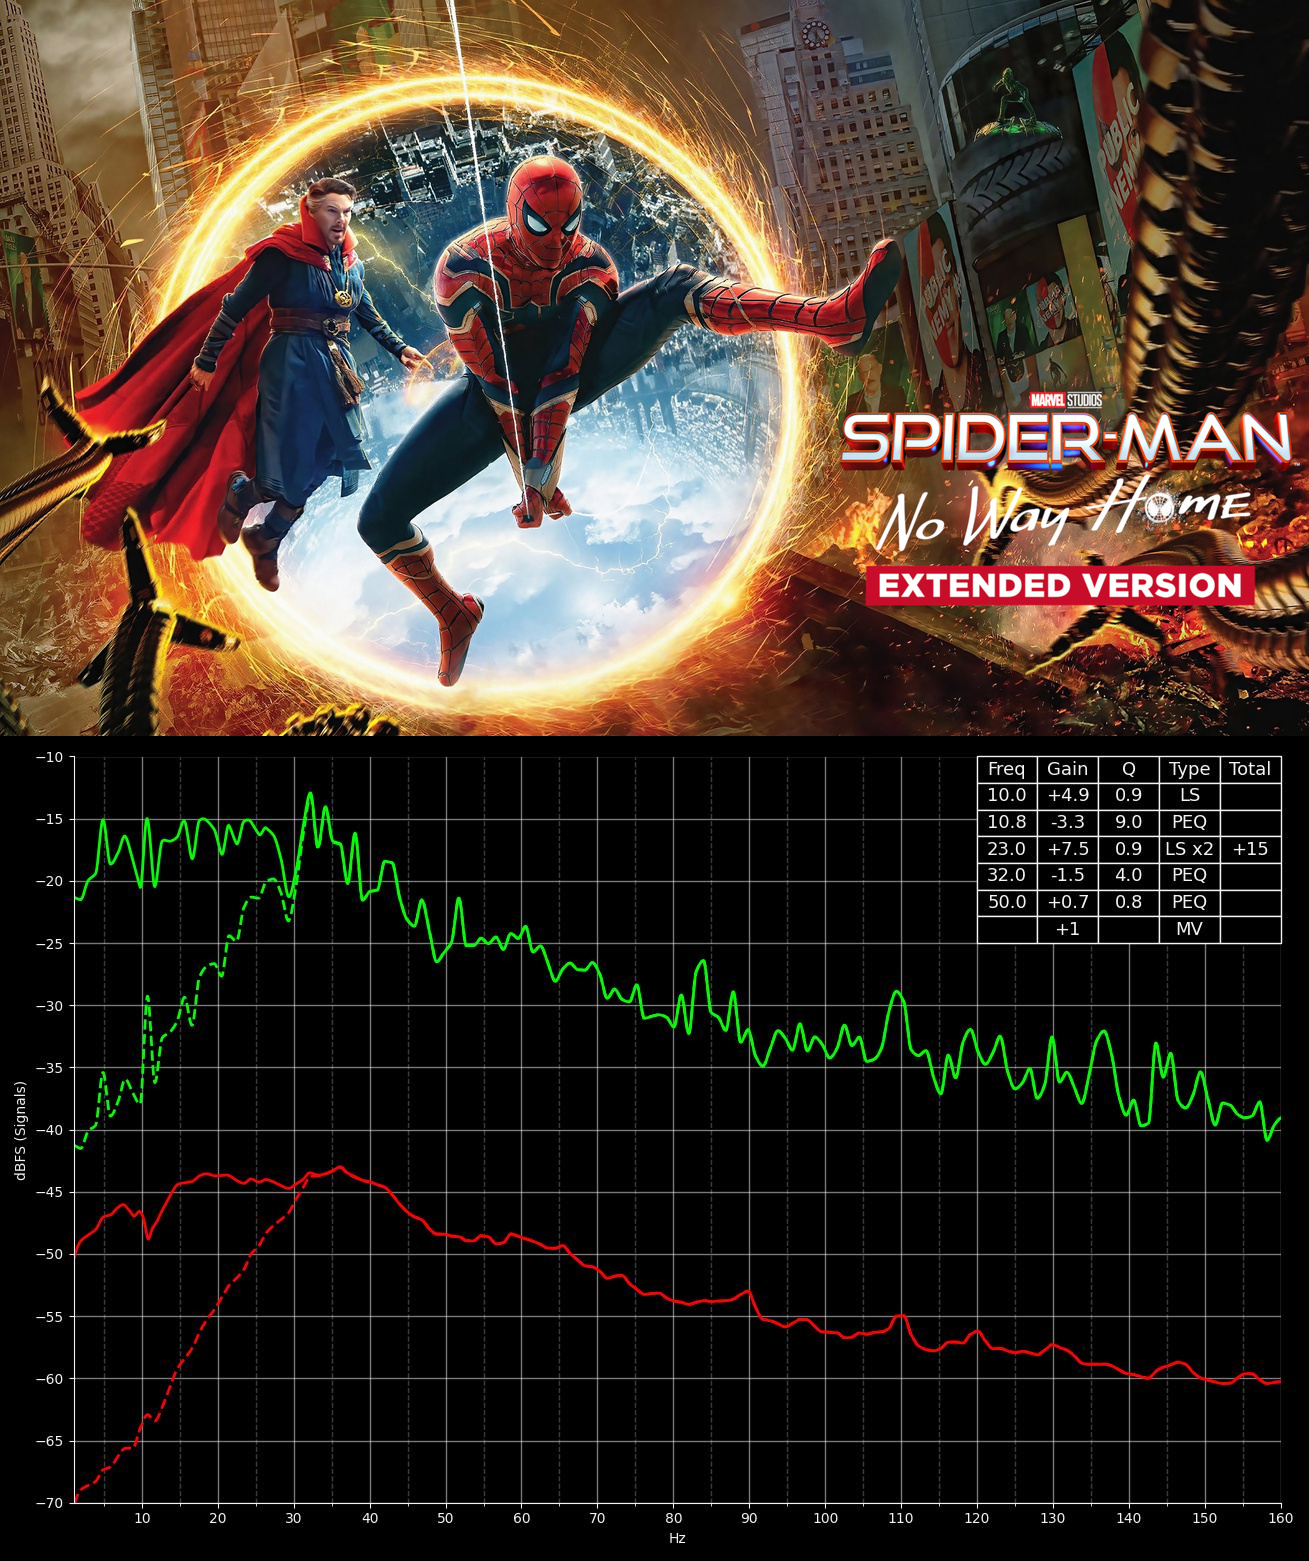 PUBLIC
ENEMY
PUBLIC
ENEMY
MARVEL STUDIOS
SPIDER-MAN
No Way Home
EXTENDED VERSION
Freq Gain Q Type Total
10.0 +4.9 0.9 LS
10.8 -3.3 9.0 PEQ
23.0 +7.5 0.9 LS x2 +15
32.0 -1.5 4.0 PEQ
50.0 +0.7 0.8 PEQ
+1 MV
−10
−15
−20
−25
−30
−35
−40
−45
−50
−55
−60
−65
−70
dBFS (Signals)
10 20 30 40 50 60 70 80 90 100 110 120 130 140 150 160
Hz